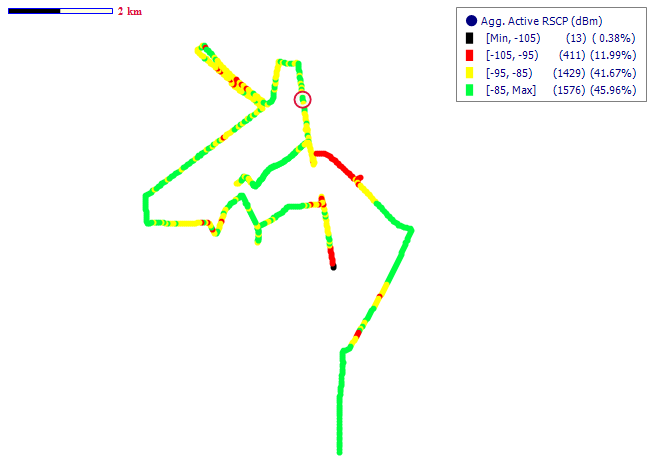 2 km
Agg. Active RSCP (dBm)
[Min, -105) (13) ( 0.38%)
[-105, -95) (411) (11.99%)
[-95, -85) (1429) (41.67%)
[-85, Max] (1576) (45.96%)